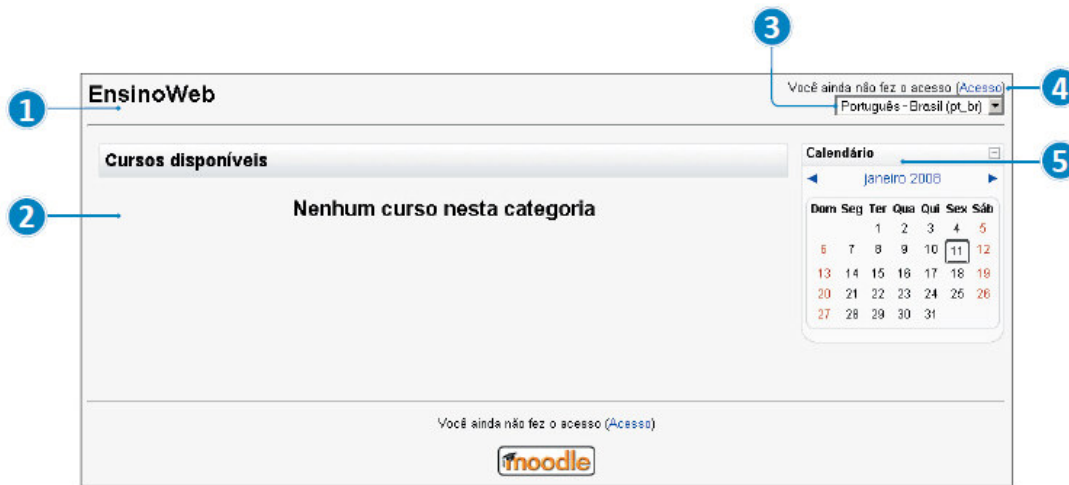 3
EnsinoWeb
Você ainda não fez o acesso (Acesso)
4
1
Português - Brasil (pt_br)
Cursos disponíveis
Calendário
5
janeiro 2008
2
Nenhum curso nesta categoria
Dom Seg Ter Qua Qui Sex Sáb
1 2 3 4 5
6 7 8 9 10 11 12
13 14 15 16 17 18 19
20 21 22 23 24 25 26
27 28 29 30 31
Você ainda não fez o acesso (Acesso)
moodle